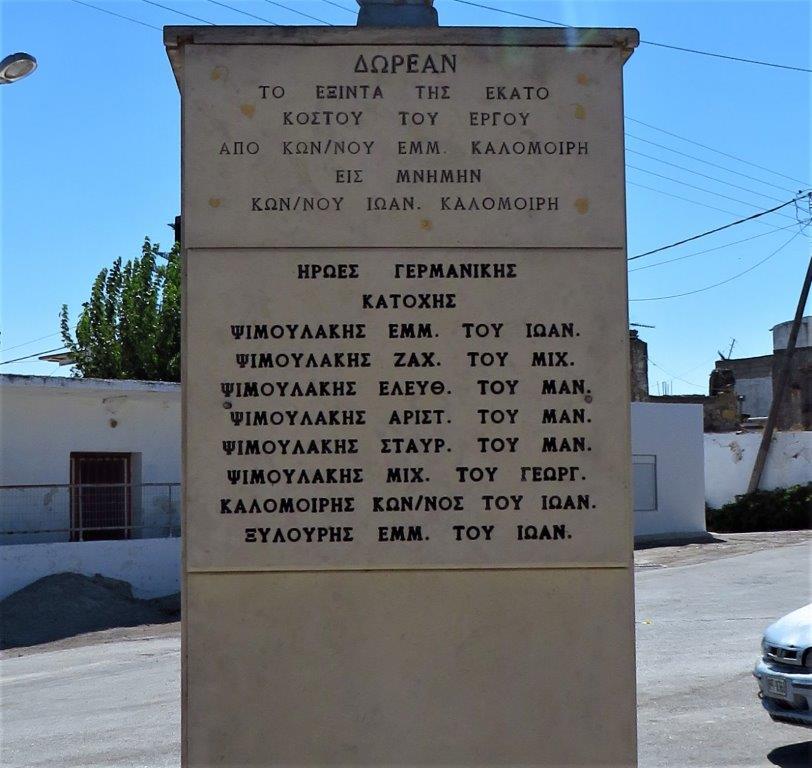 ΔΩΡΕΑΝ
ΤΟ ΕΞΙΝΤΑ ΤΗΣ ΕΚΑΤΟ
ΚΟΣΤΟΥ ΤΟΥ ΕΡΓΟΥ
ΑΠΟ ΚΩΝ/ΝΟΥ ΕΜΜ. ΚΑΛΟΜΟΙΡΗ
ΕΙΣ ΜΝΗΜΗΝ
ΚΩΝ/ΝΟΥ ΙΩΑΝ. ΚΑΛΟΜΟΙΡΗ
ΗΡΩΕΣ ΓΕΡΜΑΝΙΚΗΣ
ΚΑΤΟΧΗΣ
ΨΙΜΟΥΛΑΚΗΣ ΕΜΜ. ΤΟΥ ΙΩΑΝ.
ΨΙΜΟΥΛΑΚΗΣ ΖΑΧ. ΤΟΥ ΜΙΧ.
ΨΙΜΟΥΛΑΚΗΣ ΕΛΕΥΘ. ΤΟΥ ΜΑΝ.
ΨΙΜΟΥΛΑΚΗΣ ΑΡΙΣΤ. ΤΟΥ ΜΑΝ.
ΨΙΜΟΥΛΑΚΗΣ ΣΤΑΥΡ. ΤΟΥ ΜΑΝ.
ΨΙΜΟΥΛΑΚΗΣ ΜΙΧ. ΤΟΥ ΓΕΩΡΓ.
ΚΑΛΟΜΟΙΡΗΣ ΚΩΝ/ΝΟΣ ΤΟΥ ΙΩΑΝ.
ΞΥΛΟΥΡΗΣ ΕΜΜ. ΤΟΥ ΙΩΑΝ.